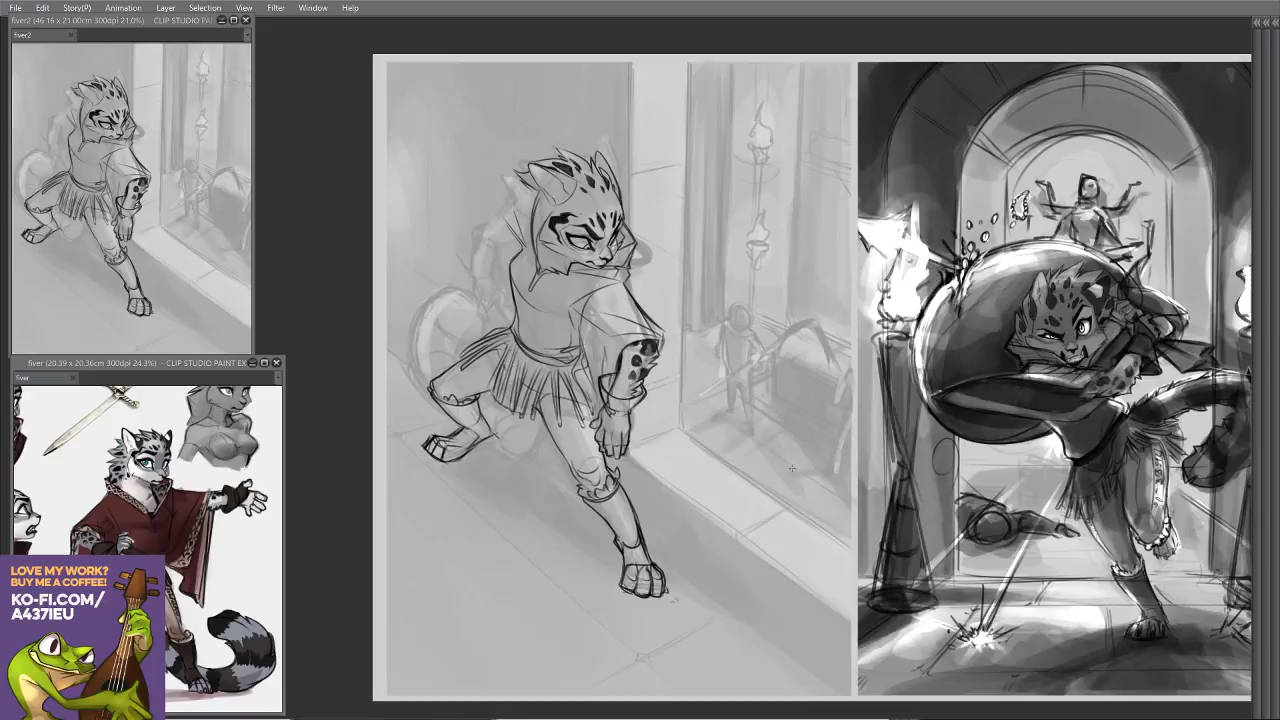 File Edit Story(P) Animation Layer Selection Filter Window Help
fiver2 (46.16 x 21.00cm 300dpi 21.0%) CLIP STUDIO PAI
fiver2
fiver (20.39 x 20.36cm 300dpi 24.3%) - CLIP STUDIO PAINT EX
fiver
LOVE MY WORK?
BUY ME A COFFEE!
KO-FI.COM/
A437IEU